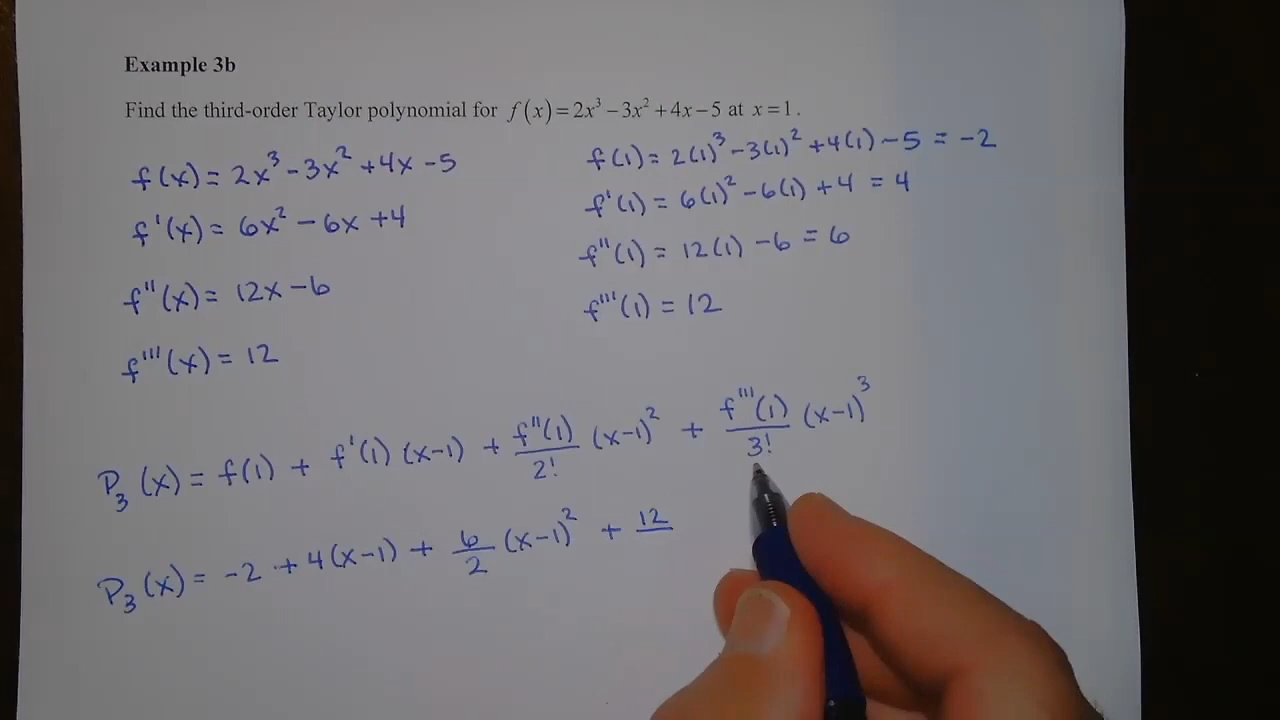 Example 3b
Find the third-order Taylor polynomial for f(x)=2x³−3x²+4x−5 at x=1.
f(x) = 2x³ −3x² +4x −5
f(1) = 2(1)³ −3(1)² +4(1) −5 = −2
f'(x) = 6x² − 6x +4
f'(1) = 6(1)² −6(1) +4 = 4
f''(x) = 12x −6
f''(1) = 12(1) −6 = 6
f'''(x) = 12
f'''(1) = 12
P₃(x) = f(1) + f'(1)(x−1) + f''(1)/2! (x−1)² + f'''(1)/3! (x−1)³
P₃(x) = −2 + 4(x−1) + 6/2 (x−1)² + 12/